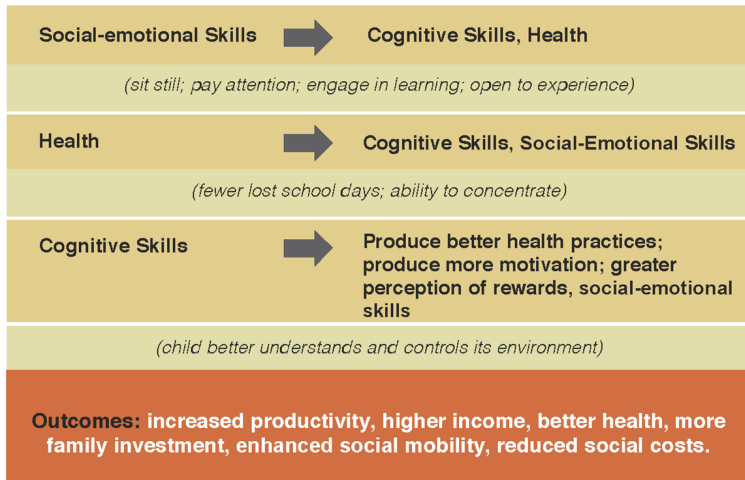 Social-emotional Skills
Cognitive Skills, Health
(sit still; pay attention; engage in learning; open to experience)
Health
Cognitive Skills, Social-Emotional Skills
(fewer lost school days; ability to concentrate)
Cognitive Skills
Produce better health practices;
produce more motivation; greater
perception of rewards, social-emotional
skills
(child better understands and controls its environment)
Outcomes: increased productivity, higher income, better health, more
family investment, enhanced social mobility, reduced social costs.